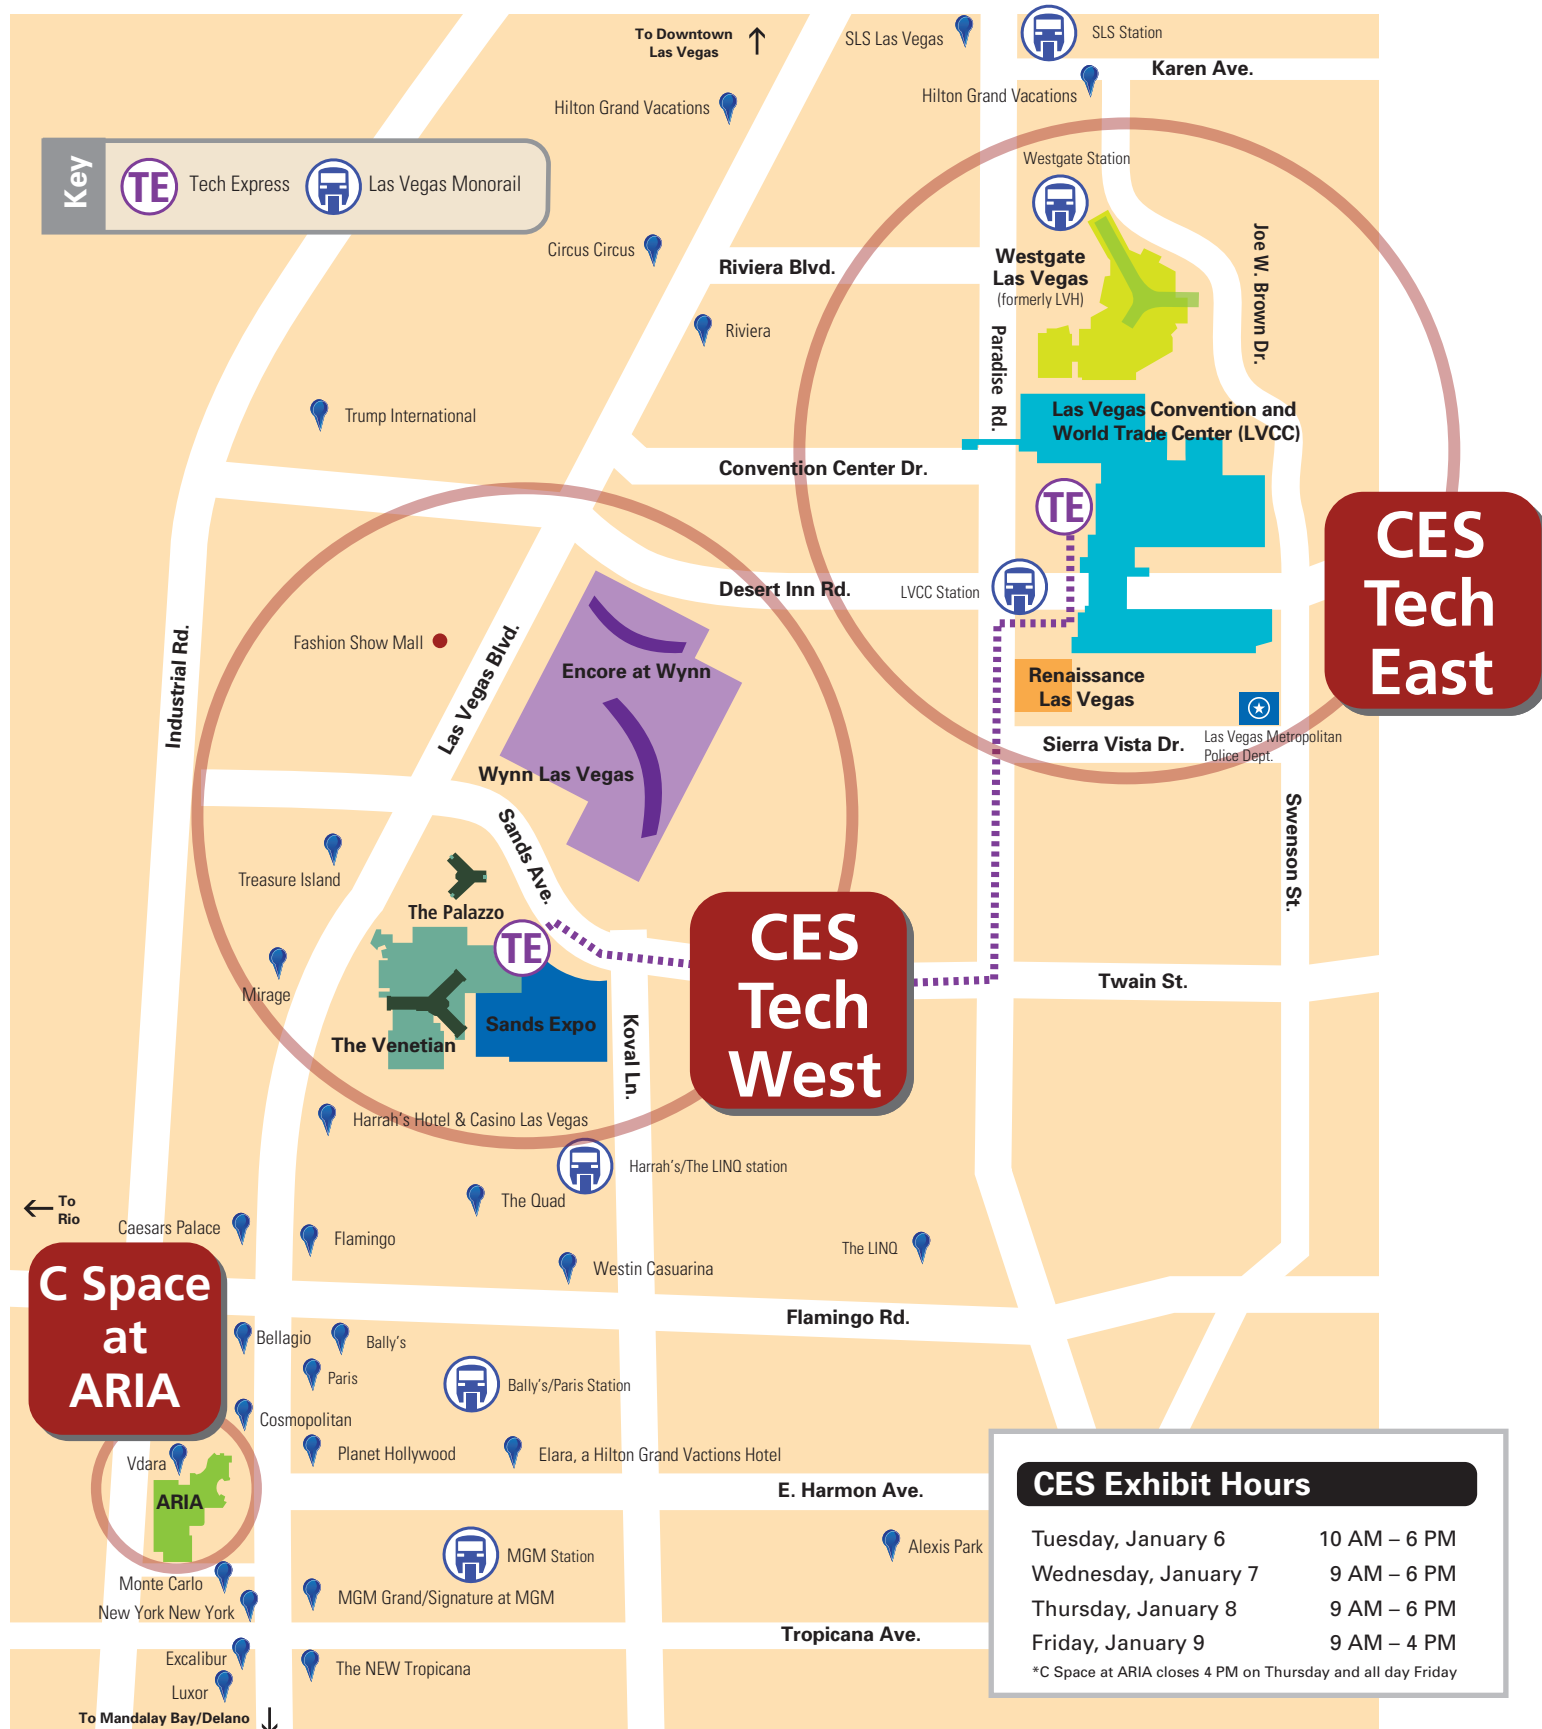 To Downtown
Las Vegas
SLS Las Vegas
SLS Station
Karen Ave.
Hilton Grand Vacations
Hilton Grand Vacations
Key
TE
Tech Express
Las Vegas Monorail
Westgate Station
Circus Circus
Riviera Blvd.
Westgate
Las Vegas
(formerly LVH)
Joe W. Brown Dr.
Riviera
Paradise Rd.
Trump International
Las Vegas Convention and
World Trade Center (LVCC)
Convention Center Dr.
TE
CES
Tech
East
Desert Inn Rd.
LVCC Station
Industrial Rd.
Fashion Show Mall
Las Vegas Blvd.
Encore at Wynn
Renaissance
Las Vegas
Sierra Vista Dr.
Las Vegas Metropolitan
Police Dept.
Wynn Las Vegas
Sands Ave.
Swenson St.
Treasure Island
The Palazzo
TE
CES
Tech
West
Twain St.
Mirage
Sands Expo
The Venetian
Koval Ln.
Harrah's Hotel & Casino Las Vegas
Harrah's/The LINQ station
To
Rio
The Quad
Caesars Palace
Flamingo
The LINQ
Westin Casuarina
C Space
at
ARIA
Flamingo Rd.
Bellagio
Bally's
Paris
Bally's/Paris Station
Cosmopolitan
Planet Hollywood
Elara, a Hilton Grand Vactions Hotel
Vdara
ARIA
E. Harmon Ave.
CES Exhibit Hours
Tuesday, January 6 10 AM – 6 PM
Wednesday, January 7 9 AM – 6 PM
Thursday, January 8 9 AM – 6 PM
Friday, January 9 9 AM – 4 PM
*C Space at ARIA closes 4 PM on Thursday and all day Friday
Alexis Park
MGM Station
Monte Carlo
MGM Grand/Signature at MGM
New York New York
Tropicana Ave.
Excalibur
The NEW Tropicana
Luxor
To Mandalay Bay/Delano